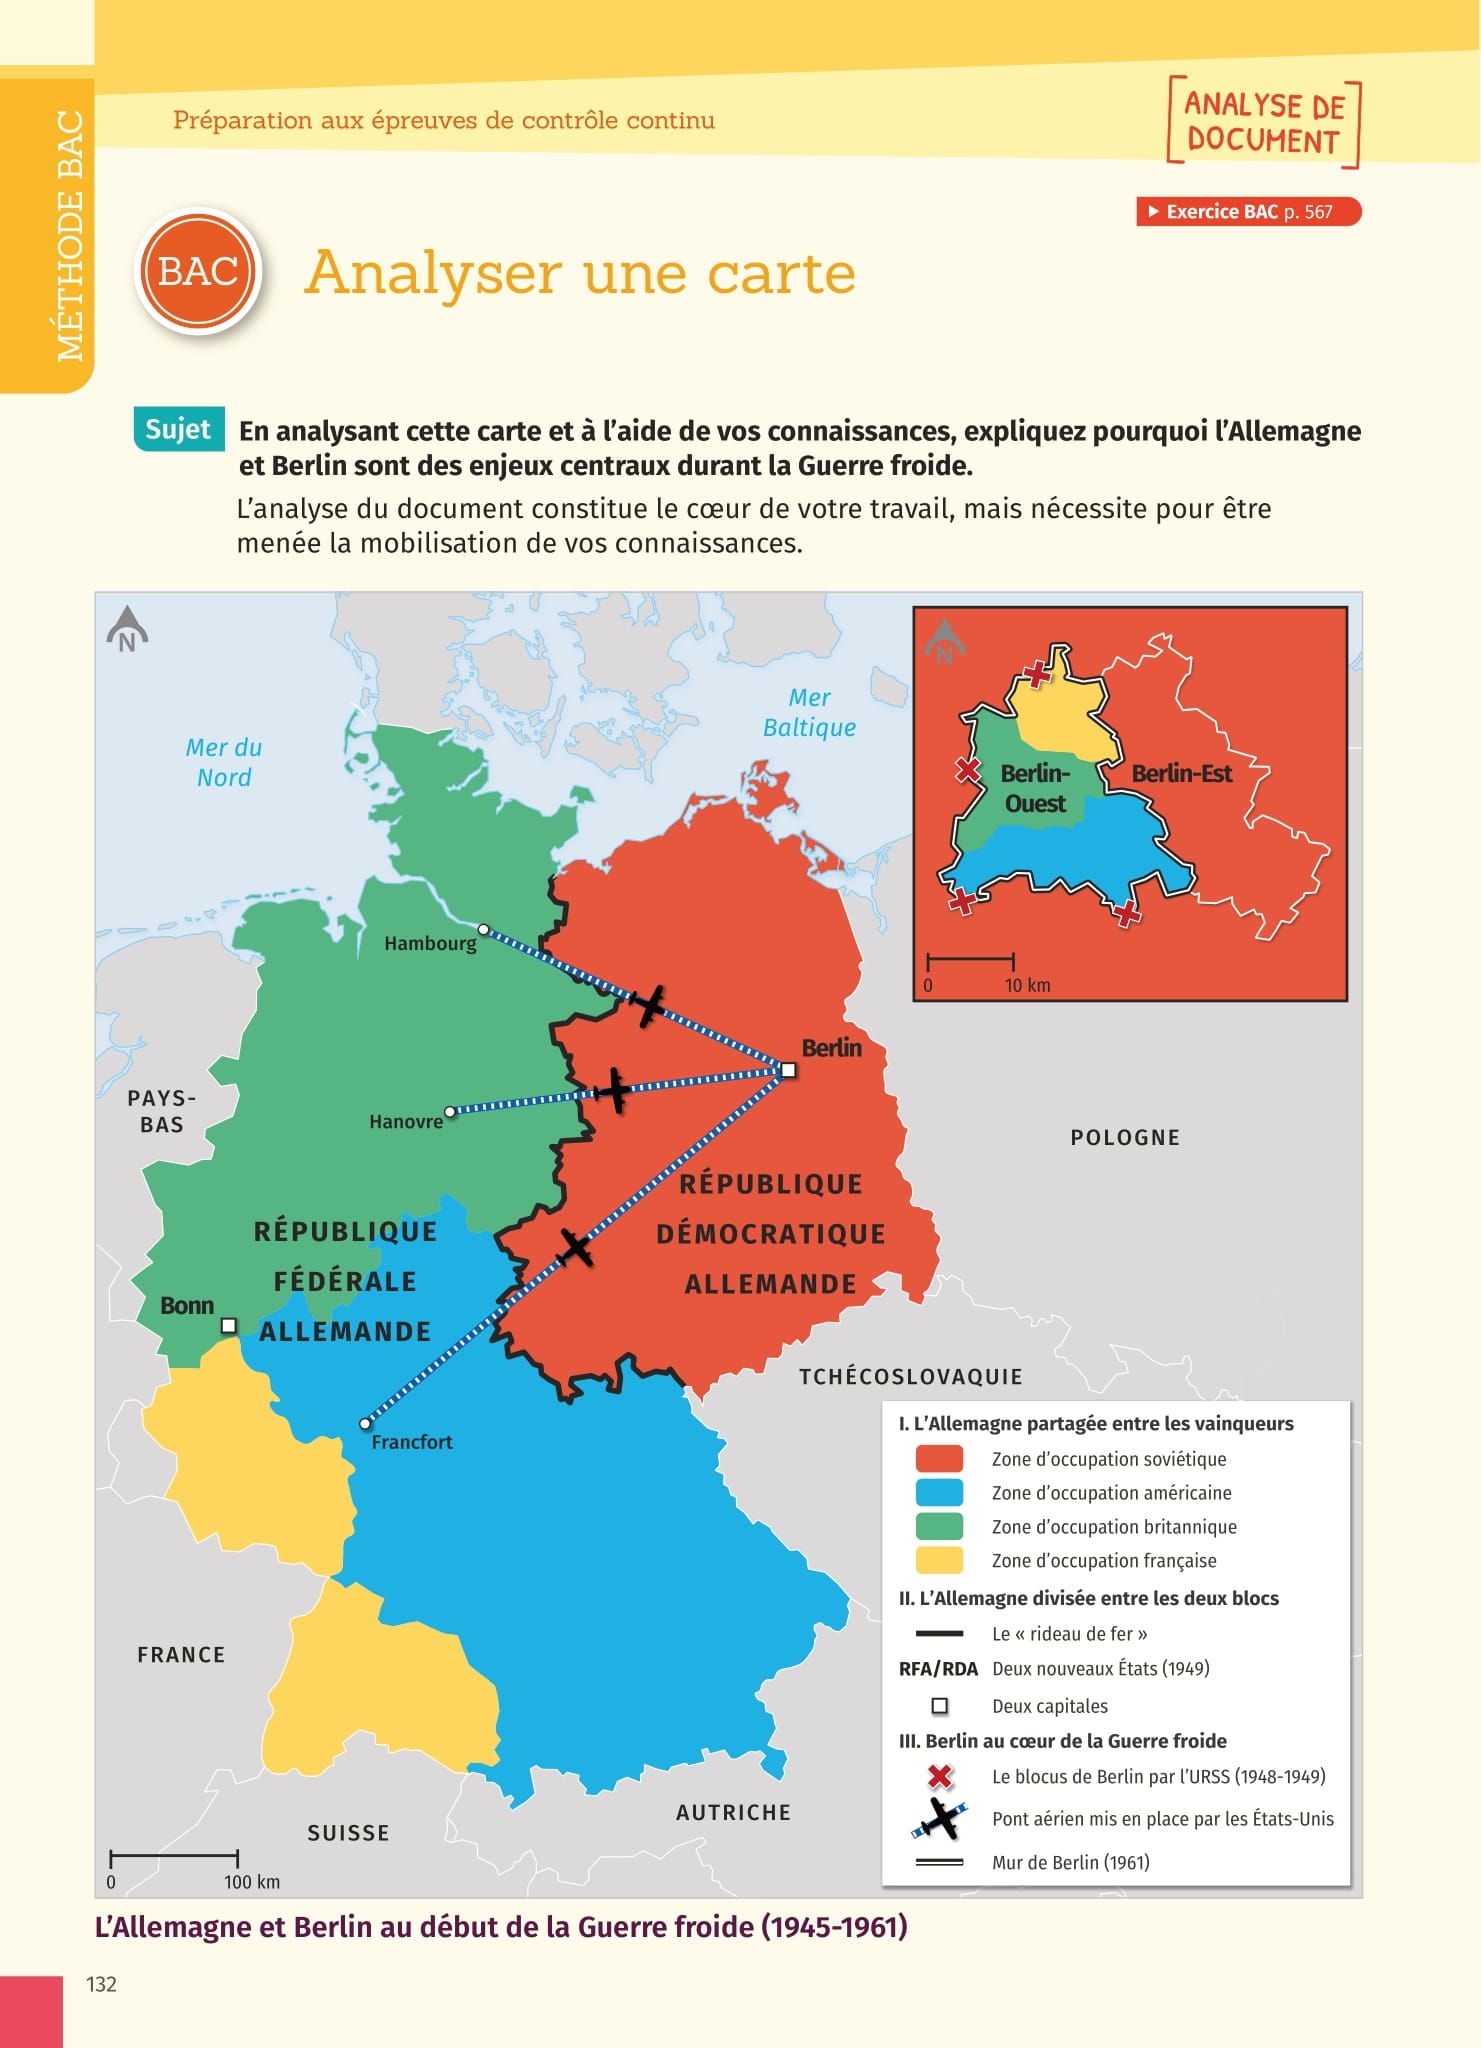 Préparation aux épreuves de contrôle continu
ANALYSE DE
DOCUMENT
MÉTHODE BAC
▶ Exercice BAC p. 567
BAC
Analyser une carte
Sujet
En analysant cette carte et à l'aide de vos connaissances, expliquez pourquoi l'Allemagne
et Berlin sont des enjeux centraux durant la Guerre froide.
L'analyse du document constitue le cœur de votre travail, mais nécessite pour être
menée la mobilisation de vos connaissances.
N
Mer du
Nord
Mer
Baltique
N
Berlin-
Ouest
Berlin-Est
0 10 km
Hambourg
Berlin
Hanovre
PAYS-
BAS
POLOGNE
RÉPUBLIQUE
DÉMOCRATIQUE
ALLEMANDE
RÉPUBLIQUE
FÉDÉRALE
ALLEMANDE
Bonn
Francfort
TCHÉCOSLOVAQUIE
FRANCE
SUISSE
AUTRICHE
0 100 km
I. L'Allemagne partagée entre les vainqueurs
Zone d'occupation soviétique
Zone d'occupation américaine
Zone d'occupation britannique
Zone d'occupation française
II. L'Allemagne divisée entre les deux blocs
Le « rideau de fer »
RFA/RDA Deux nouveaux États (1949)
Deux capitales
III. Berlin au cœur de la Guerre froide
Le blocus de Berlin par l'URSS (1948-1949)
Pont aérien mis en place par les États-Unis
Mur de Berlin (1961)
L'Allemagne et Berlin au début de la Guerre froide (1945-1961)
132